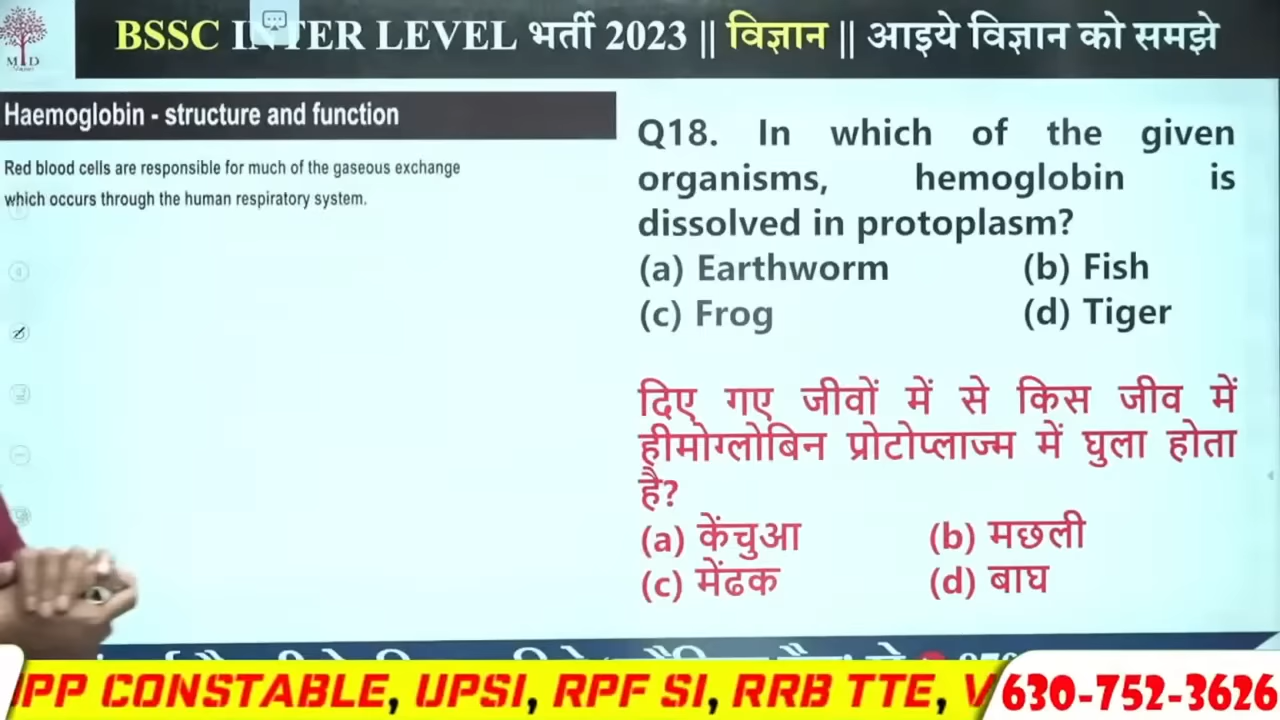 BSSC INTER LEVEL भर्ती 2023 || विज्ञान || आइये विज्ञान को समझे
Haemoglobin - structure and function
Red blood cells are responsible for much of the gaseous exchange
which occurs through the human respiratory system.
Q18. In which of the given
organisms, hemoglobin is
dissolved in protoplasm?
(a) Earthworm (b) Fish
(c) Frog (d) Tiger
दिए गए जीवों में से किस जीव में
हीमोग्लोबिन प्रोटोप्लाज्म में घुला होता
है?
(a) केंचुआ (b) मछली
(c) मेंढक (d) बाघ
CONSTABLE, UPSI, RPF SI, RRB TTE,
630-752-3626